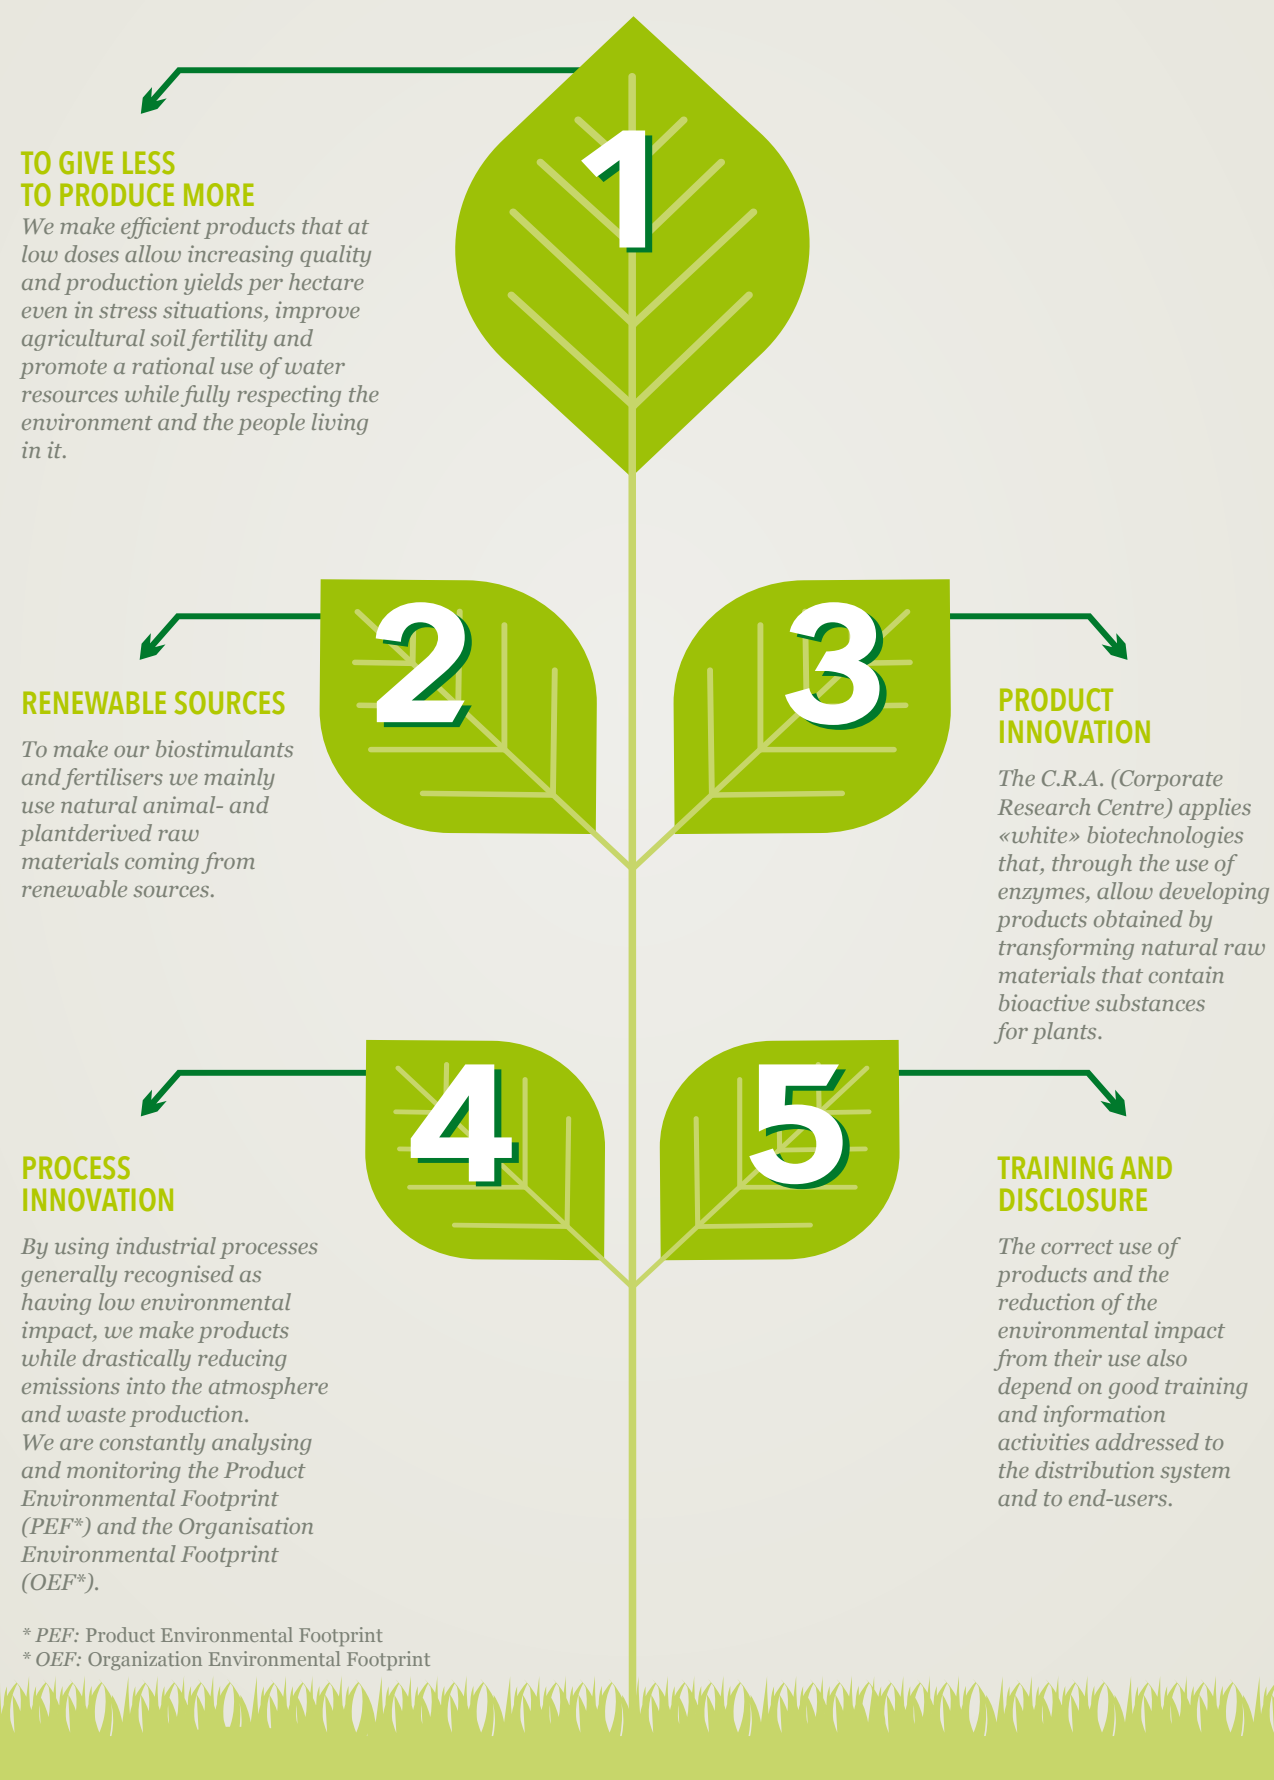 1
TO GIVE LESS
TO PRODUCE MORE
We make efficient products that at
low doses allow increasing quality
and production yields per hectare
even in stress situations, improve
agricultural soil fertility and
promote a rational use of water
resources while fully respecting the
environment and the people living
in it.
2
RENEWABLE SOURCES
To make our biostimulants
and fertilisers we mainly
use natural animal- and
plantderived raw
materials coming from
renewable sources.
3
PRODUCT
INNOVATION
The C.R.A. (Corporate
Research Centre) applies
«white» biotechnologies
that, through the use of
enzymes, allow developing
products obtained by
transforming natural raw
materials that contain
bioactive substances
for plants.
4
PROCESS
INNOVATION
By using industrial processes
generally recognised as
having low environmental
impact, we make products
while drastically reducing
emissions into the atmosphere
and waste production.
We are constantly analysing
and monitoring the Product
Environmental Footprint
(PEF*) and the Organisation
Environmental Footprint
(OEF*).
5
TRAINING AND
DISCLOSURE
The correct use of
products and the
reduction of the
environmental impact
from their use also
depend on good training
and information
activities addressed to
the distribution system
and to end-users.
* PEF: Product Environmental Footprint
* OEF: Organization Environmental Footprint